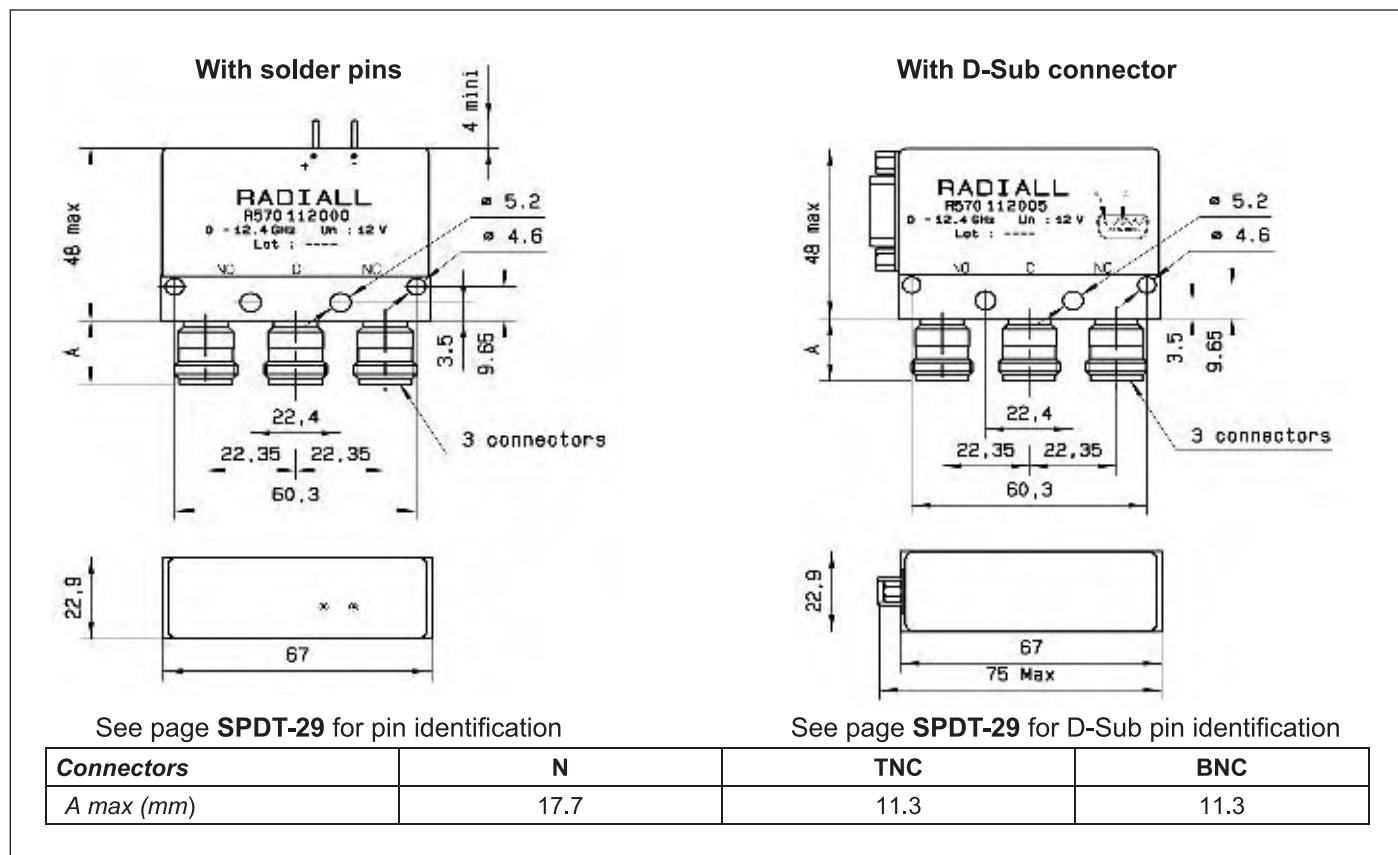 With solder pins
4 mini
48 max
+
-
RADIALL
R570 112000
0 - 12.4 GHz Un : 12 V
Lot : ----
NO C NC
ø 5.2
ø 4.6
A
3.5
9.65
22,4
3 connectors
22,35 22,35
60,3
22,9
67
See page SPDT-29 for pin identification
With D-Sub connector
48 max
RADIALL
R570 112005
0 - 12.4 GHz Un : 12 V
Lot : ----
NO C NC
ø 5.2
ø 4.6
A
3.5
9.65
22,4
3 connectors
22,35 22,35
60,3
22,9
67
75 Max
See page SPDT-29 for D-Sub pin identification
Connectors N TNC BNC
A max (mm) 17.7 11.3 11.3